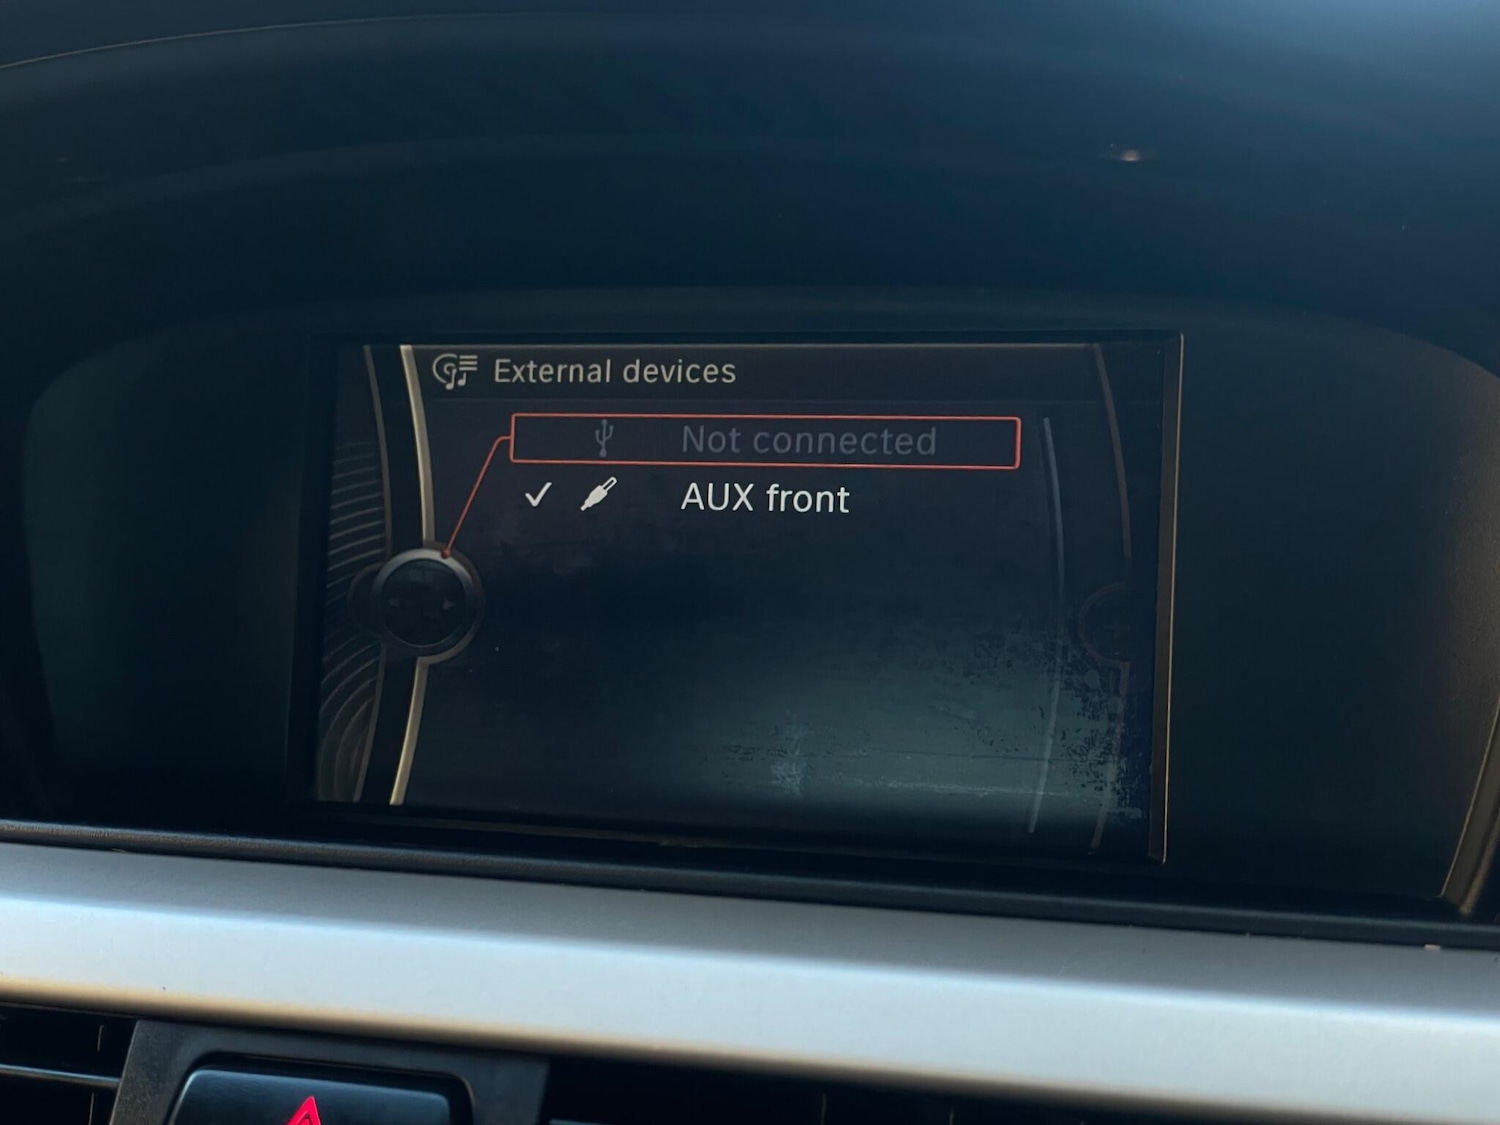 External devices
Not connected
AUX front